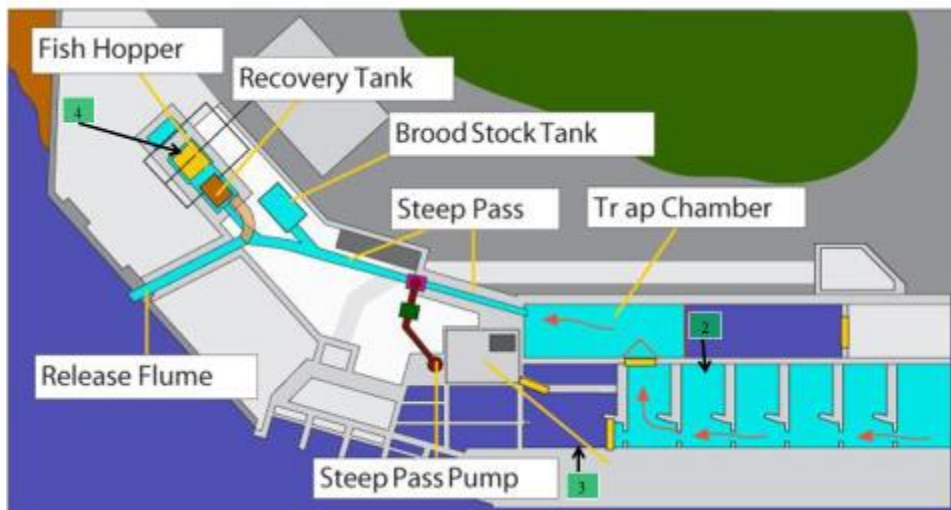 Fish Hopper
Recovery Tank
4
Brood Stock Tank
Steep Pass
Tr ap Chamber
2
Release Flume
Steep Pass Pump
3